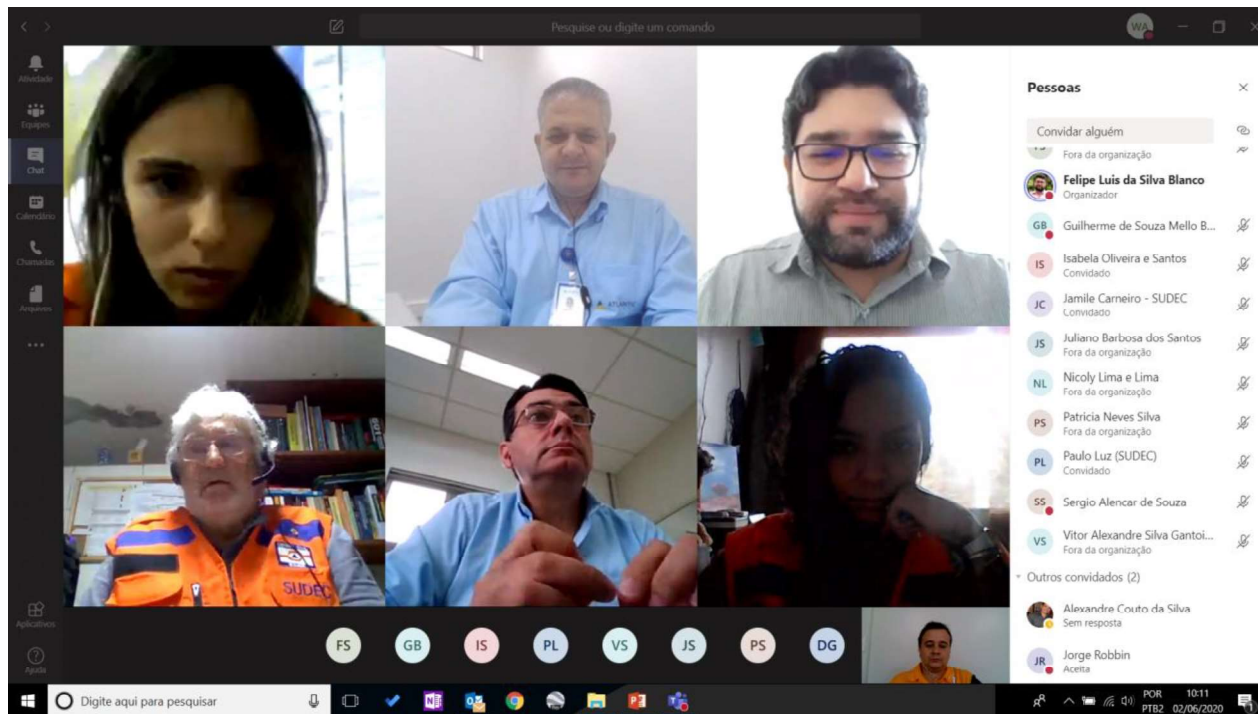 Pesquise ou digite um comando
WA
Atividade
Equipes
Chat
Calendário
Chamadas
Arquivos
Aplicativos
Ajuda
ATLANTIC
SUDEC
FS
GB
IS
PL
VS
JS
PS
DG
Pessoas
Convidar alguém
Fora da organização
Felipe Luis da Silva Blanco
Organizador
GB
Guilherme de Souza Mello B...
IS
Isabela Oliveira e Santos
Convidado
JC
Jamile Carneiro - SUDEC
Convidado
JS
Juliano Barbosa dos Santos
Fora da organização
NL
Nicoly Lima e Lima
Fora da organização
PS
Patricia Neves Silva
Fora da organização
PL
Paulo Luz (SUDEC)
Convidado
SS
Sergio Alencar de Souza
VS
Vitor Alexandre Silva Gantoi...
Fora da organização
Outros convidados (2)
Alexandre Couto da Silva
Sem resposta
JR
Jorge Robbin
Aceita
Digite aqui para pesquisar
POR
PTB2
10:11
02/06/2020